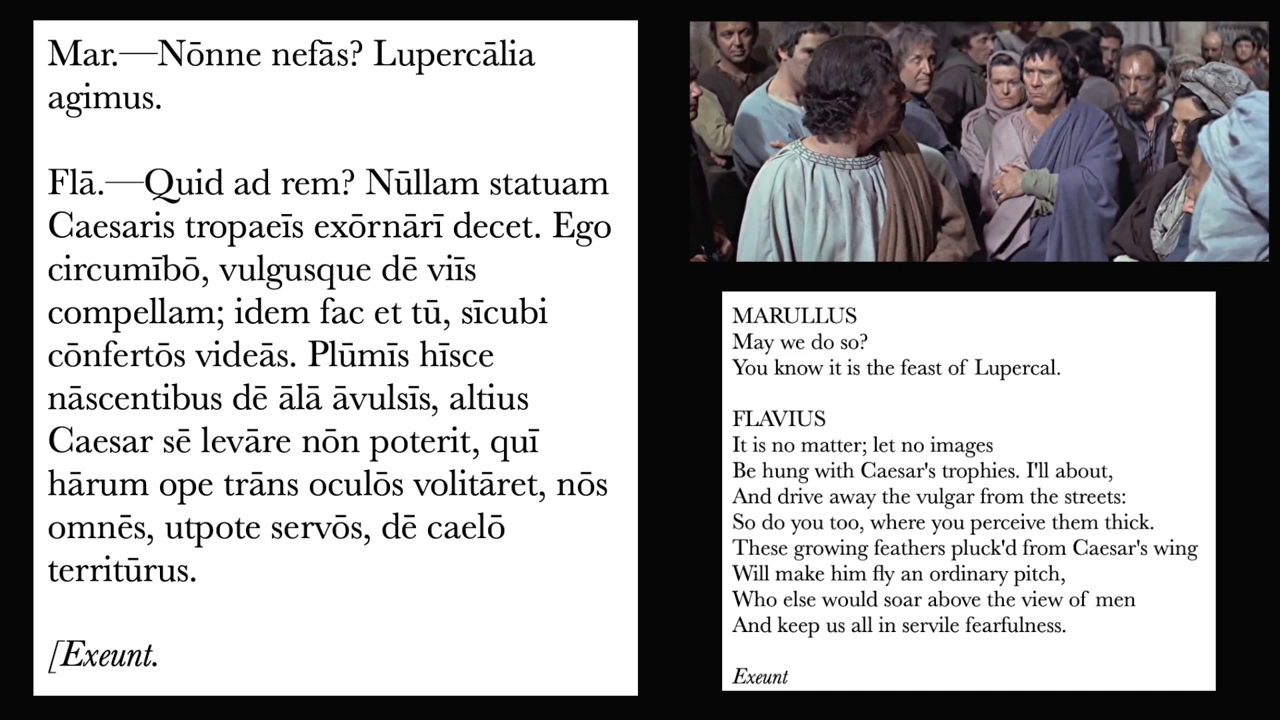 Mar.—Nōnne nefās? Lupercālia
agimus.
Flā.—Quid ad rem? Nūllam statuam
Caesaris tropaeīs exōrnārī decet. Ego
circumībō, vulgusque dē viīs
compellam; idem fac et tū, sīcubi
cōnfertōs videās. Plūmīs hīsce
nāscentibus dē ālā āvulsīs, altius
Caesar sē levāre nōn poterit, quī
hārum ope trāns oculōs volitāret, nōs
omnēs, utpote servōs, dē caelō
territūrus.
[Exeunt.
MARULLUS
May we do so?
You know it is the feast of Lupercal.
FLAVIUS
It is no matter; let no images
Be hung with Caesar's trophies. I'll about,
And drive away the vulgar from the streets:
So do you too, where you perceive them thick.
These growing feathers pluck'd from Caesar's wing
Will make him fly an ordinary pitch,
Who else would soar above the view of men
And keep us all in servile fearfulness.
Exeunt